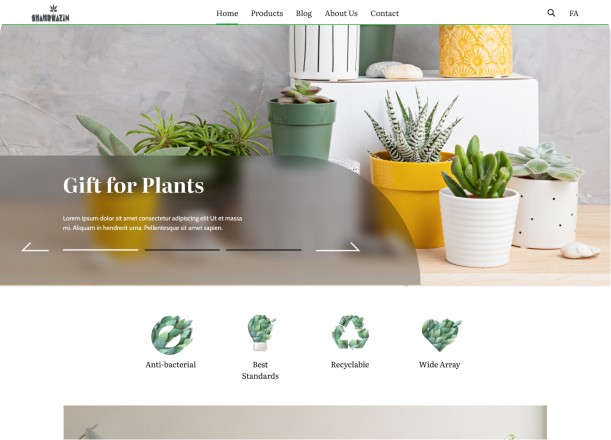 Home Products Blog About Us Contact FA
Gift for Plants
Lorem ipsum dolor sit amet consectetur adipiscing elit Ut et massa
mi. Aliquam in hendrerit urna. Pellentesque sit amet sapien.
Anti-bacterial Best Recyclable Wide Array
Standards